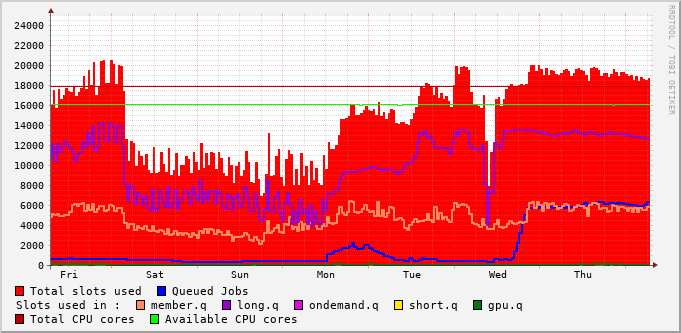 RRDTOOL / TOBI OETIKER
24000
22000
20000
18000
16000
14000
12000
10000
8000
6000
4000
2000
0
Fri Sat Sun Mon Tue Wed Thu
Total slots used Queued Jobs
Slots used in : member.q long.q ondemand.q short.q gpu.q
Total CPU cores Available CPU cores